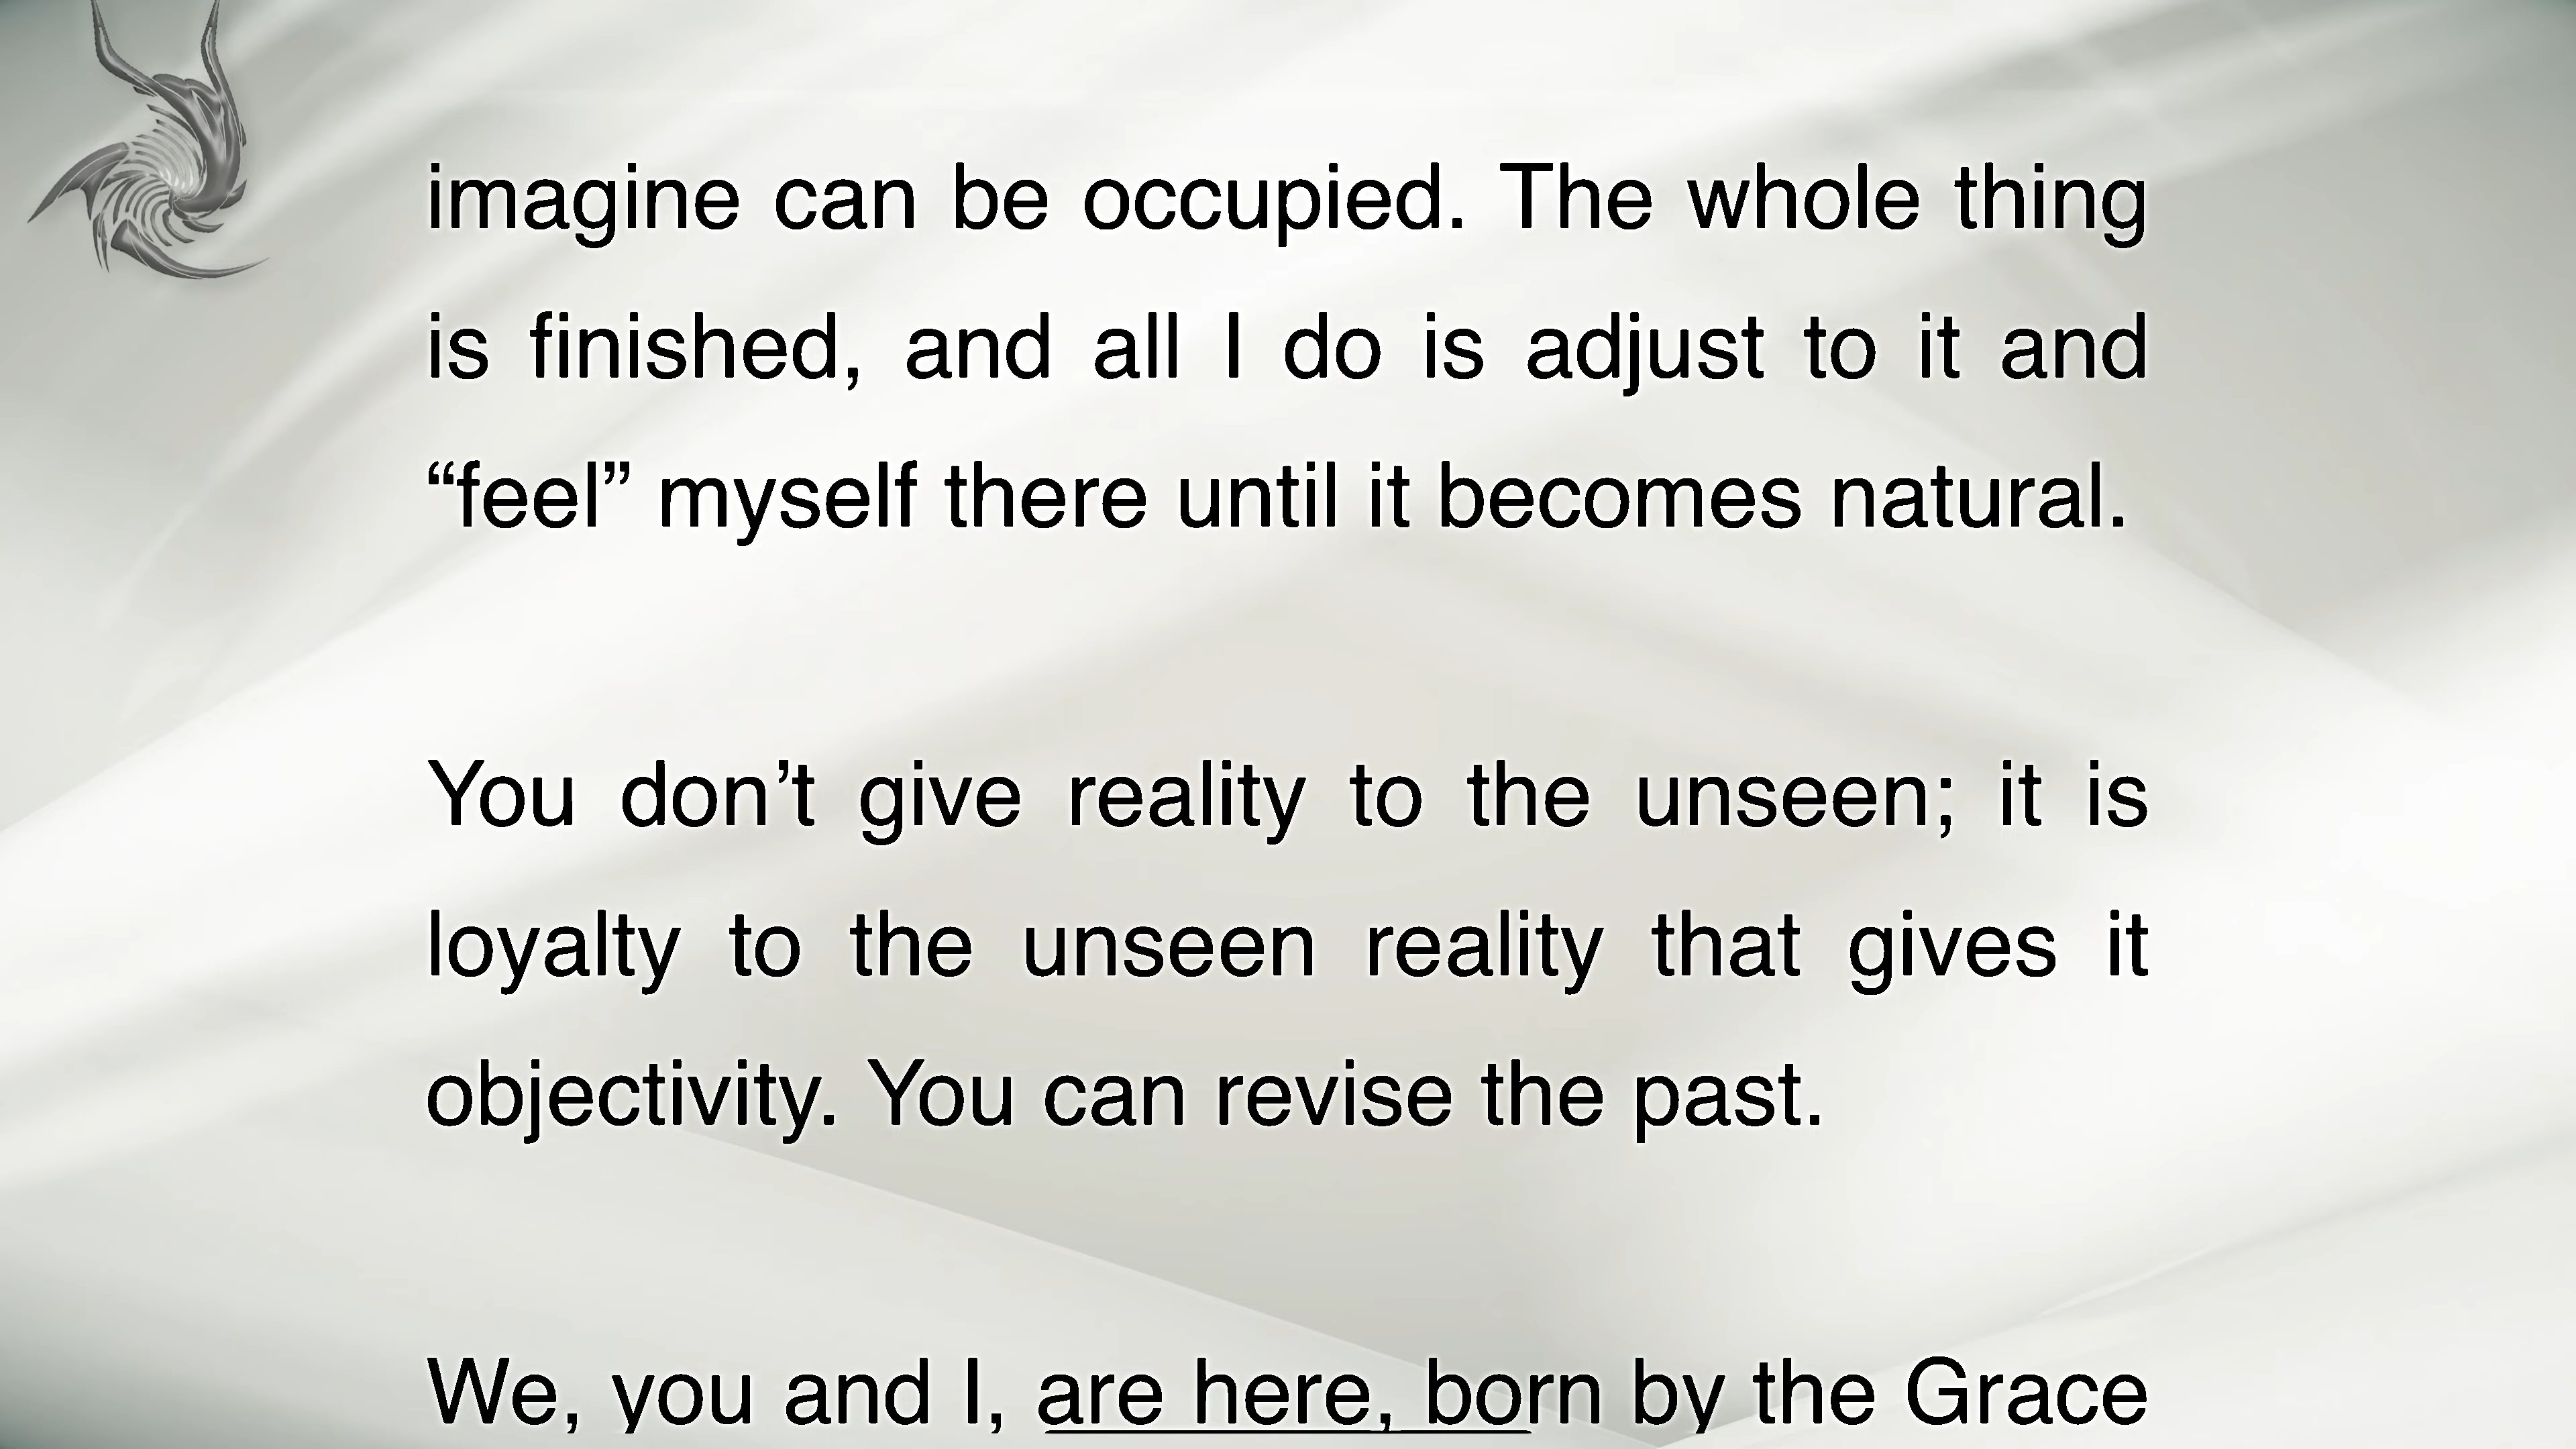 imagine can be occupied. The whole thing
is finished, and all I do is adjust to it and
“feel” myself there until it becomes natural.
You don’t give reality to the unseen; it is
loyalty to the unseen reality that gives it
objectivity. You can revise the past.
We, you and I, are here, born by the Grace